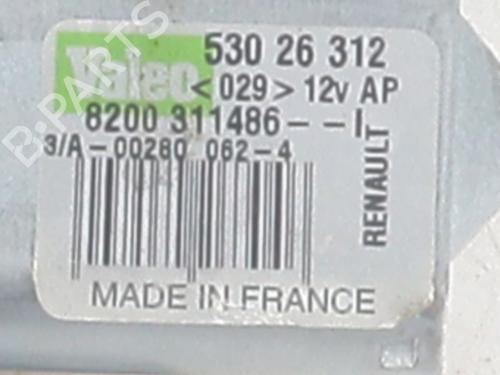 B-PARTS
Valeo
530 26 312
<029> 12v AP
8200 311486--I
3/A-00280 062-4
RENAULT
MADE IN FRANCE